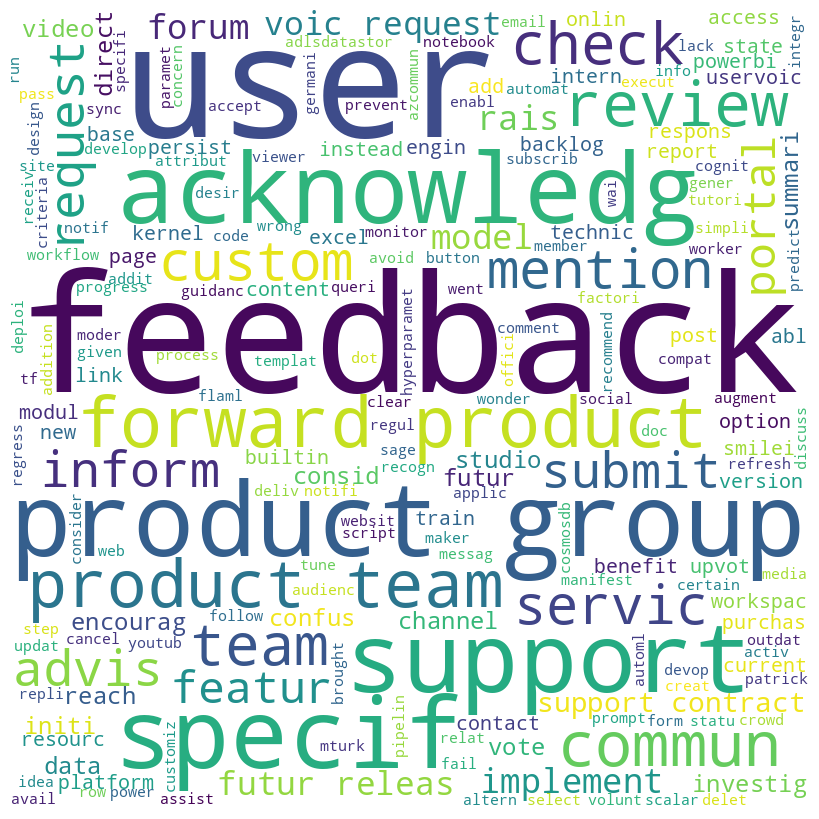 video
forum
voic request
email
onlin
access
user
check
direct
specifi
adlsdatastor
notebook
lack
state
integr
request
paramet
concern
germani
azcommun
intern
info
powerbi
run
pass
sync
accept
prevent
enabl
add
automat
execut
uservoic
rais
review
design
base
persist
instead
engin
backlog
respons
develop
attribut
viewer
subscrib
report
cognit
site
acknowledg
desir
wai
gener
tutori
portal
summari
receiv
criteria
notif
kernel
code
wrong
excel
monitor
model
technic
member
button
simpli
worker
predict
workflow
page
custom
avoid
mention
addit
progress
guidanc
content
queri
went
factori
deploi
feedback
moder
given
addition
process
templat
dot
hyperparamet
comment
offici
recommend
post
compat
abl
tf
link
flaml
clear
wonder
social
augment
modul
forward product
regul
doc
option
new
sage
recogn
builtin
studio
smilei
discuss
regress
inform
consid
futur
submit
refresh
version
deliv
notifi
applic
product group
consider
web
websit
script
train
maker
messag
cosmosdb
tune
benefit
upvot
media
product team
audienc
manifest
certain
servic
workspac
encourag
follow
confus
channel
purchas
step
cancel
youtub
team
brought
support
automl
outdat
updat
devop
current
activ
advis
repli
reach
featur
creat
patrick
initi
specif
customiz
pipelin
contact
support contract
prompt
form
statu
crowd
resourc
mturk
relat
vote
commun
data
fail
idea
platform
futur releas
implement
investig
avail
row
power
assist
altern
select
volunt
scalar
delet